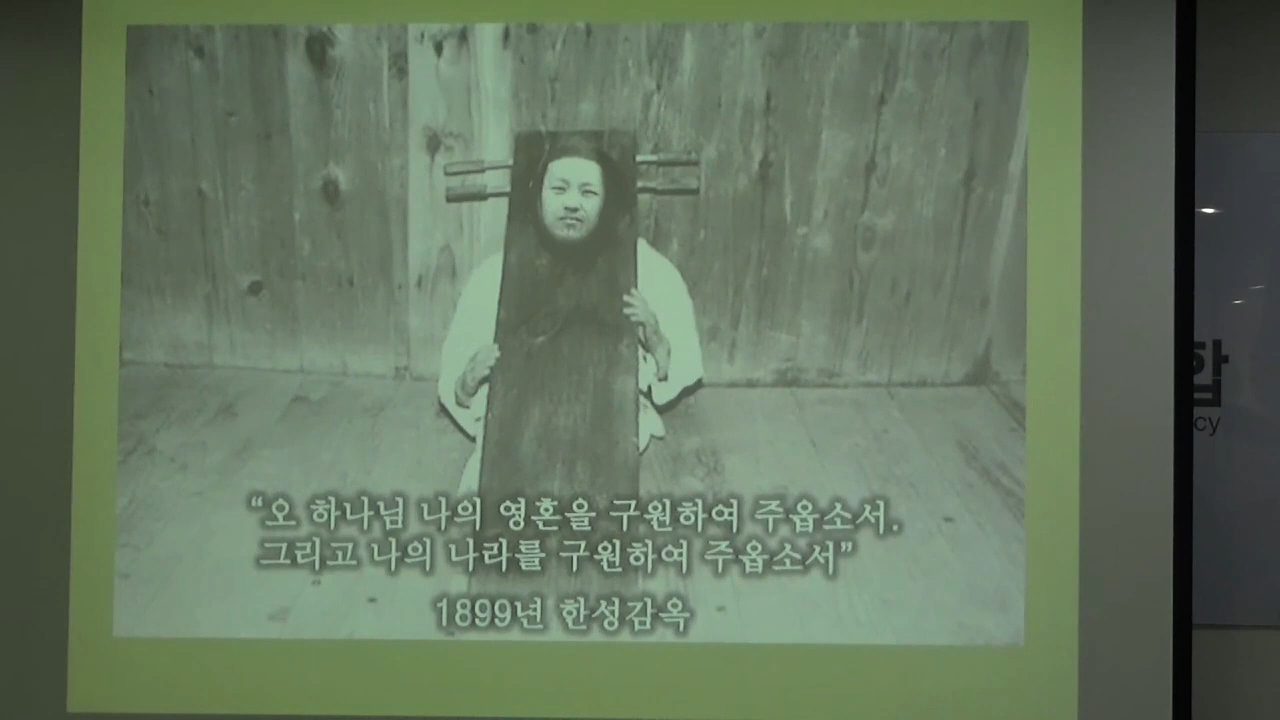 “오 하나님 나의 영혼을 구원하여 주옵소서.
그리고 나의 나라를 구원하여 주옵소서”
1899년 한성감옥
합
cy